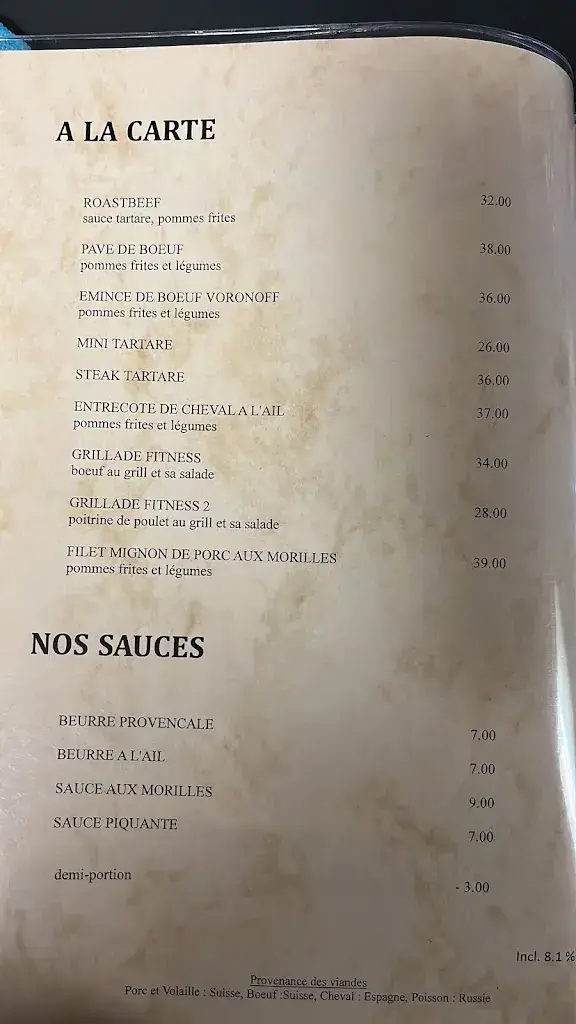 A LA CARTE
ROASTBEEF 32.00
sauce tartare, pommes frites
PAVE DE BOEUF 38.00
pommes frites et légumes
EMINCE DE BOEUF VORONOFF 36.00
pommes frites et légumes
MINI TARTARE 26.00
STEAK TARTARE 36.00
ENTRECOTE DE CHEVAL A L'AIL 37.00
pommes frites et légumes
GRILLADE FITNESS 34.00
boeuf au grill et sa salade
GRILLADE FITNESS 2 28.00
poitrine de poulet au grill et sa salade
FILET MIGNON DE PORC AUX MORILLES 39.00
pommes frites et légumes
NOS SAUCES
BEURRE PROVENCALE 7.00
BEURRE A L'AIL 7.00
SAUCE AUX MORILLES 9.00
SAUCE PIQUANTE 7.00
demi-portion - 3.00
Incl. 8.1 %
Provenance des viandes
Porc et Volaille : Suisse, Boeuf :Suisse, Cheval : Espagne, Poisson : Russie